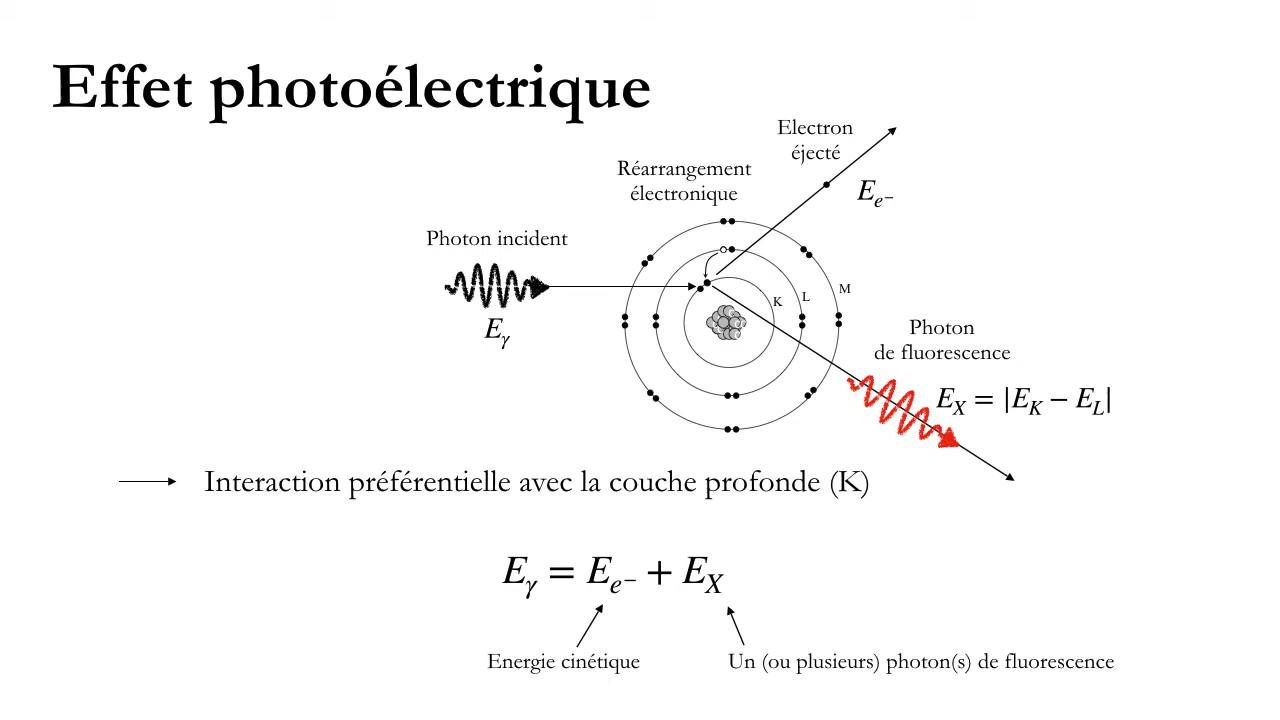 Effet photoélectrique
Electron
éjecté
Réarrangement
électronique
E_{e^-}
Photon incident
E_γ
K
L
M
Photon
de fluorescence
E_X = |E_K − E_L|
Interaction préférentielle avec la couche profonde (K)
E_γ = E_{e^-} + E_X
Energie cinétique
Un (ou plusieurs) photon(s) de fluorescence